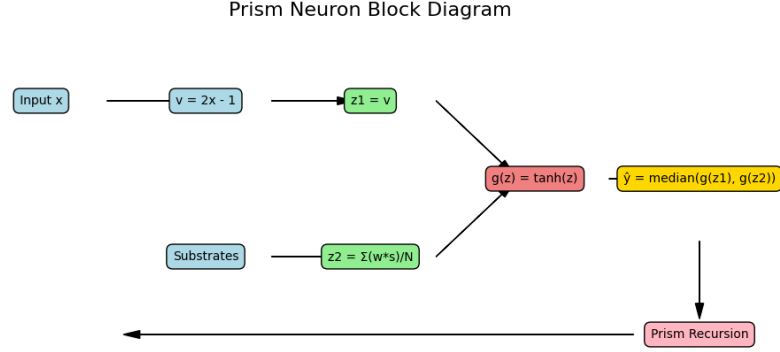 Prism Neuron Block Diagram
Input x
v = 2x - 1
z1 = v
g(z) = tanh(z)
ŷ = median(g(z1), g(z2))
Substrates
z2 = Σ(w*s)/N
Prism Recursion